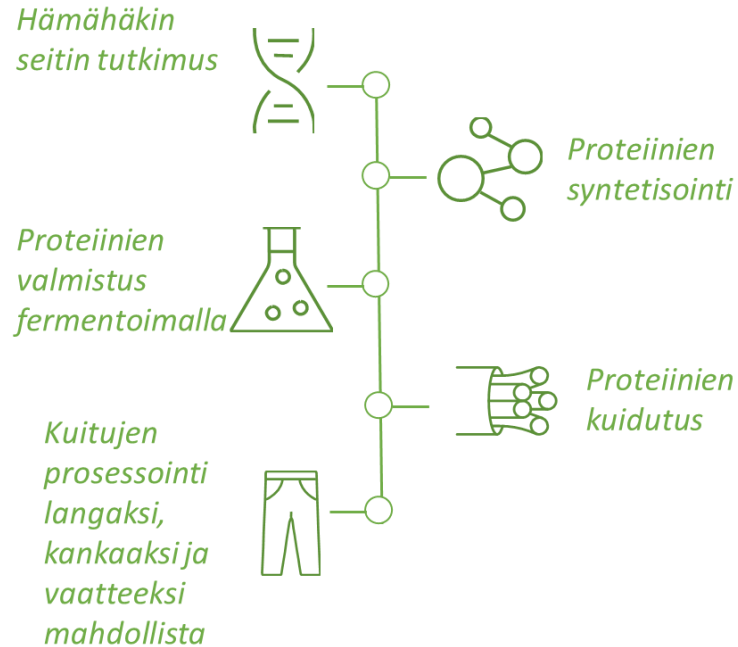 Hämähäkin
seitin tutkimus
Proteiinien
syntetisointi
Proteiinien
valmistus
fermentoimalla
Proteiinien
kuidutus
Kuitujen
prosessointi
langaksi,
kankaaksi ja
vaatteeksi
mahdollista